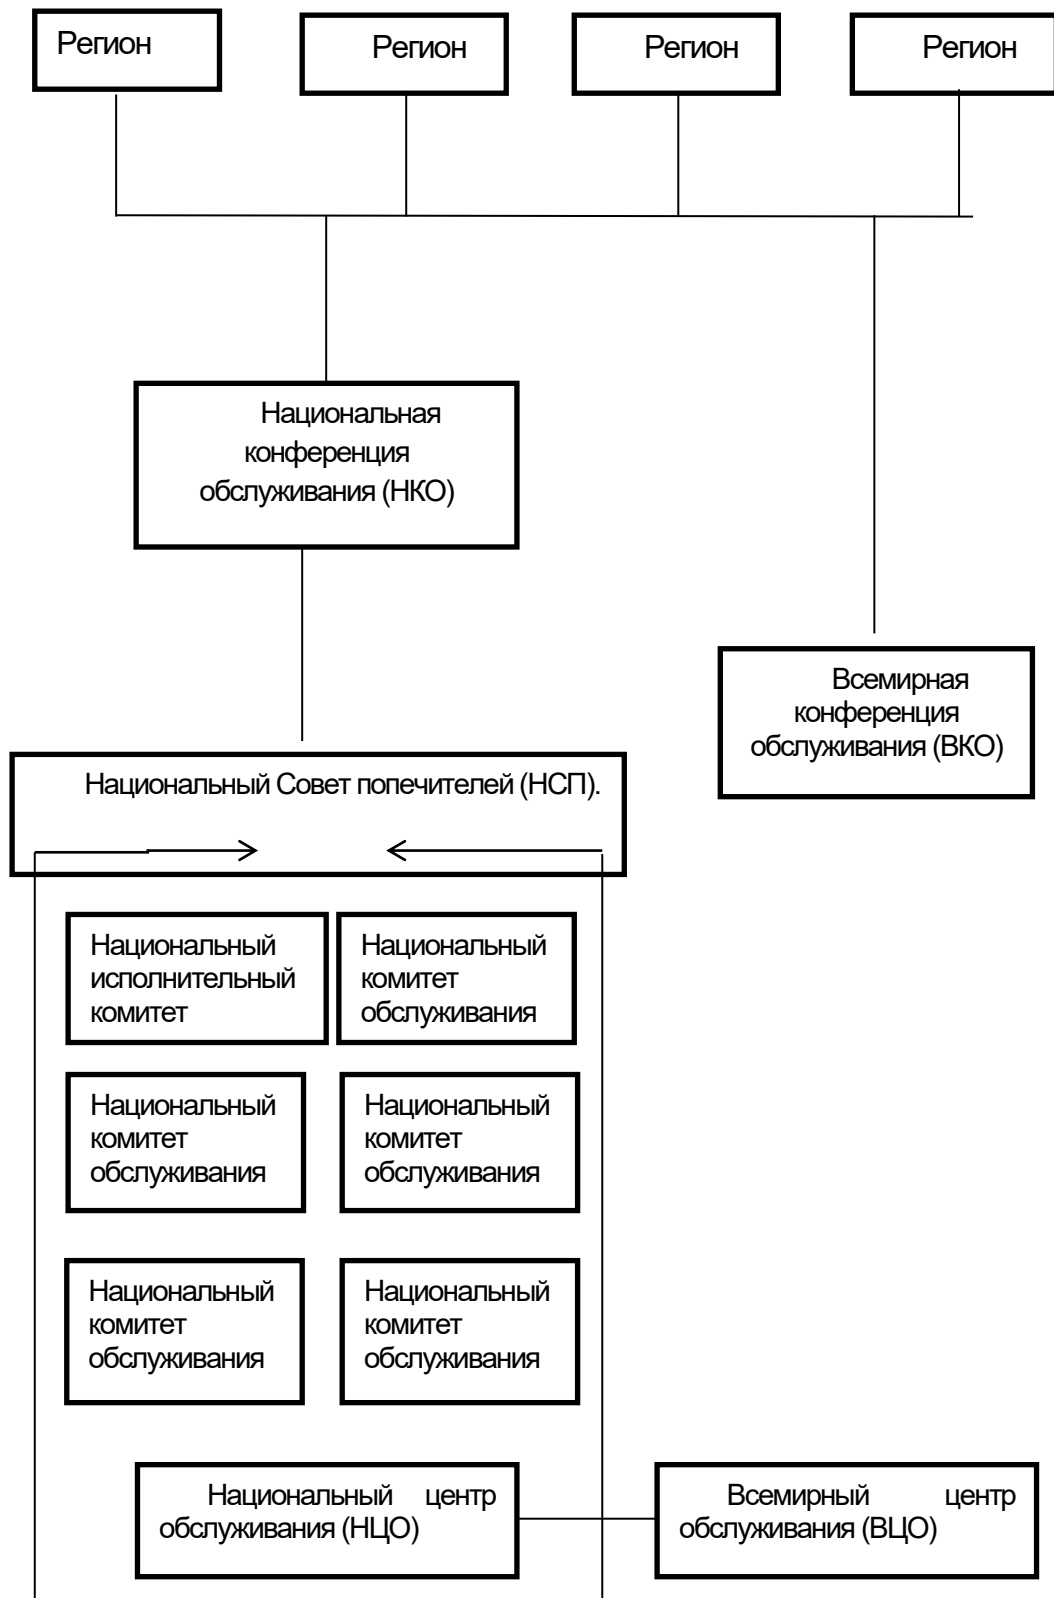 Регион
Регион
Регион
Регион
Национальная
конференция
обслуживания (НКО)
Всемирная
конференция
обслуживания (ВКО)
Национальный Совет попечителей (НСП).
Национальный
исполнительный
комитет
Национальный
комитет
обслуживания
Национальный
комитет
обслуживания
Национальный
комитет
обслуживания
Национальный
комитет
обслуживания
Национальный
комитет
обслуживания
Национальный центр
обслуживания (НЦО)
Всемирный центр
обслуживания (ВЦО)